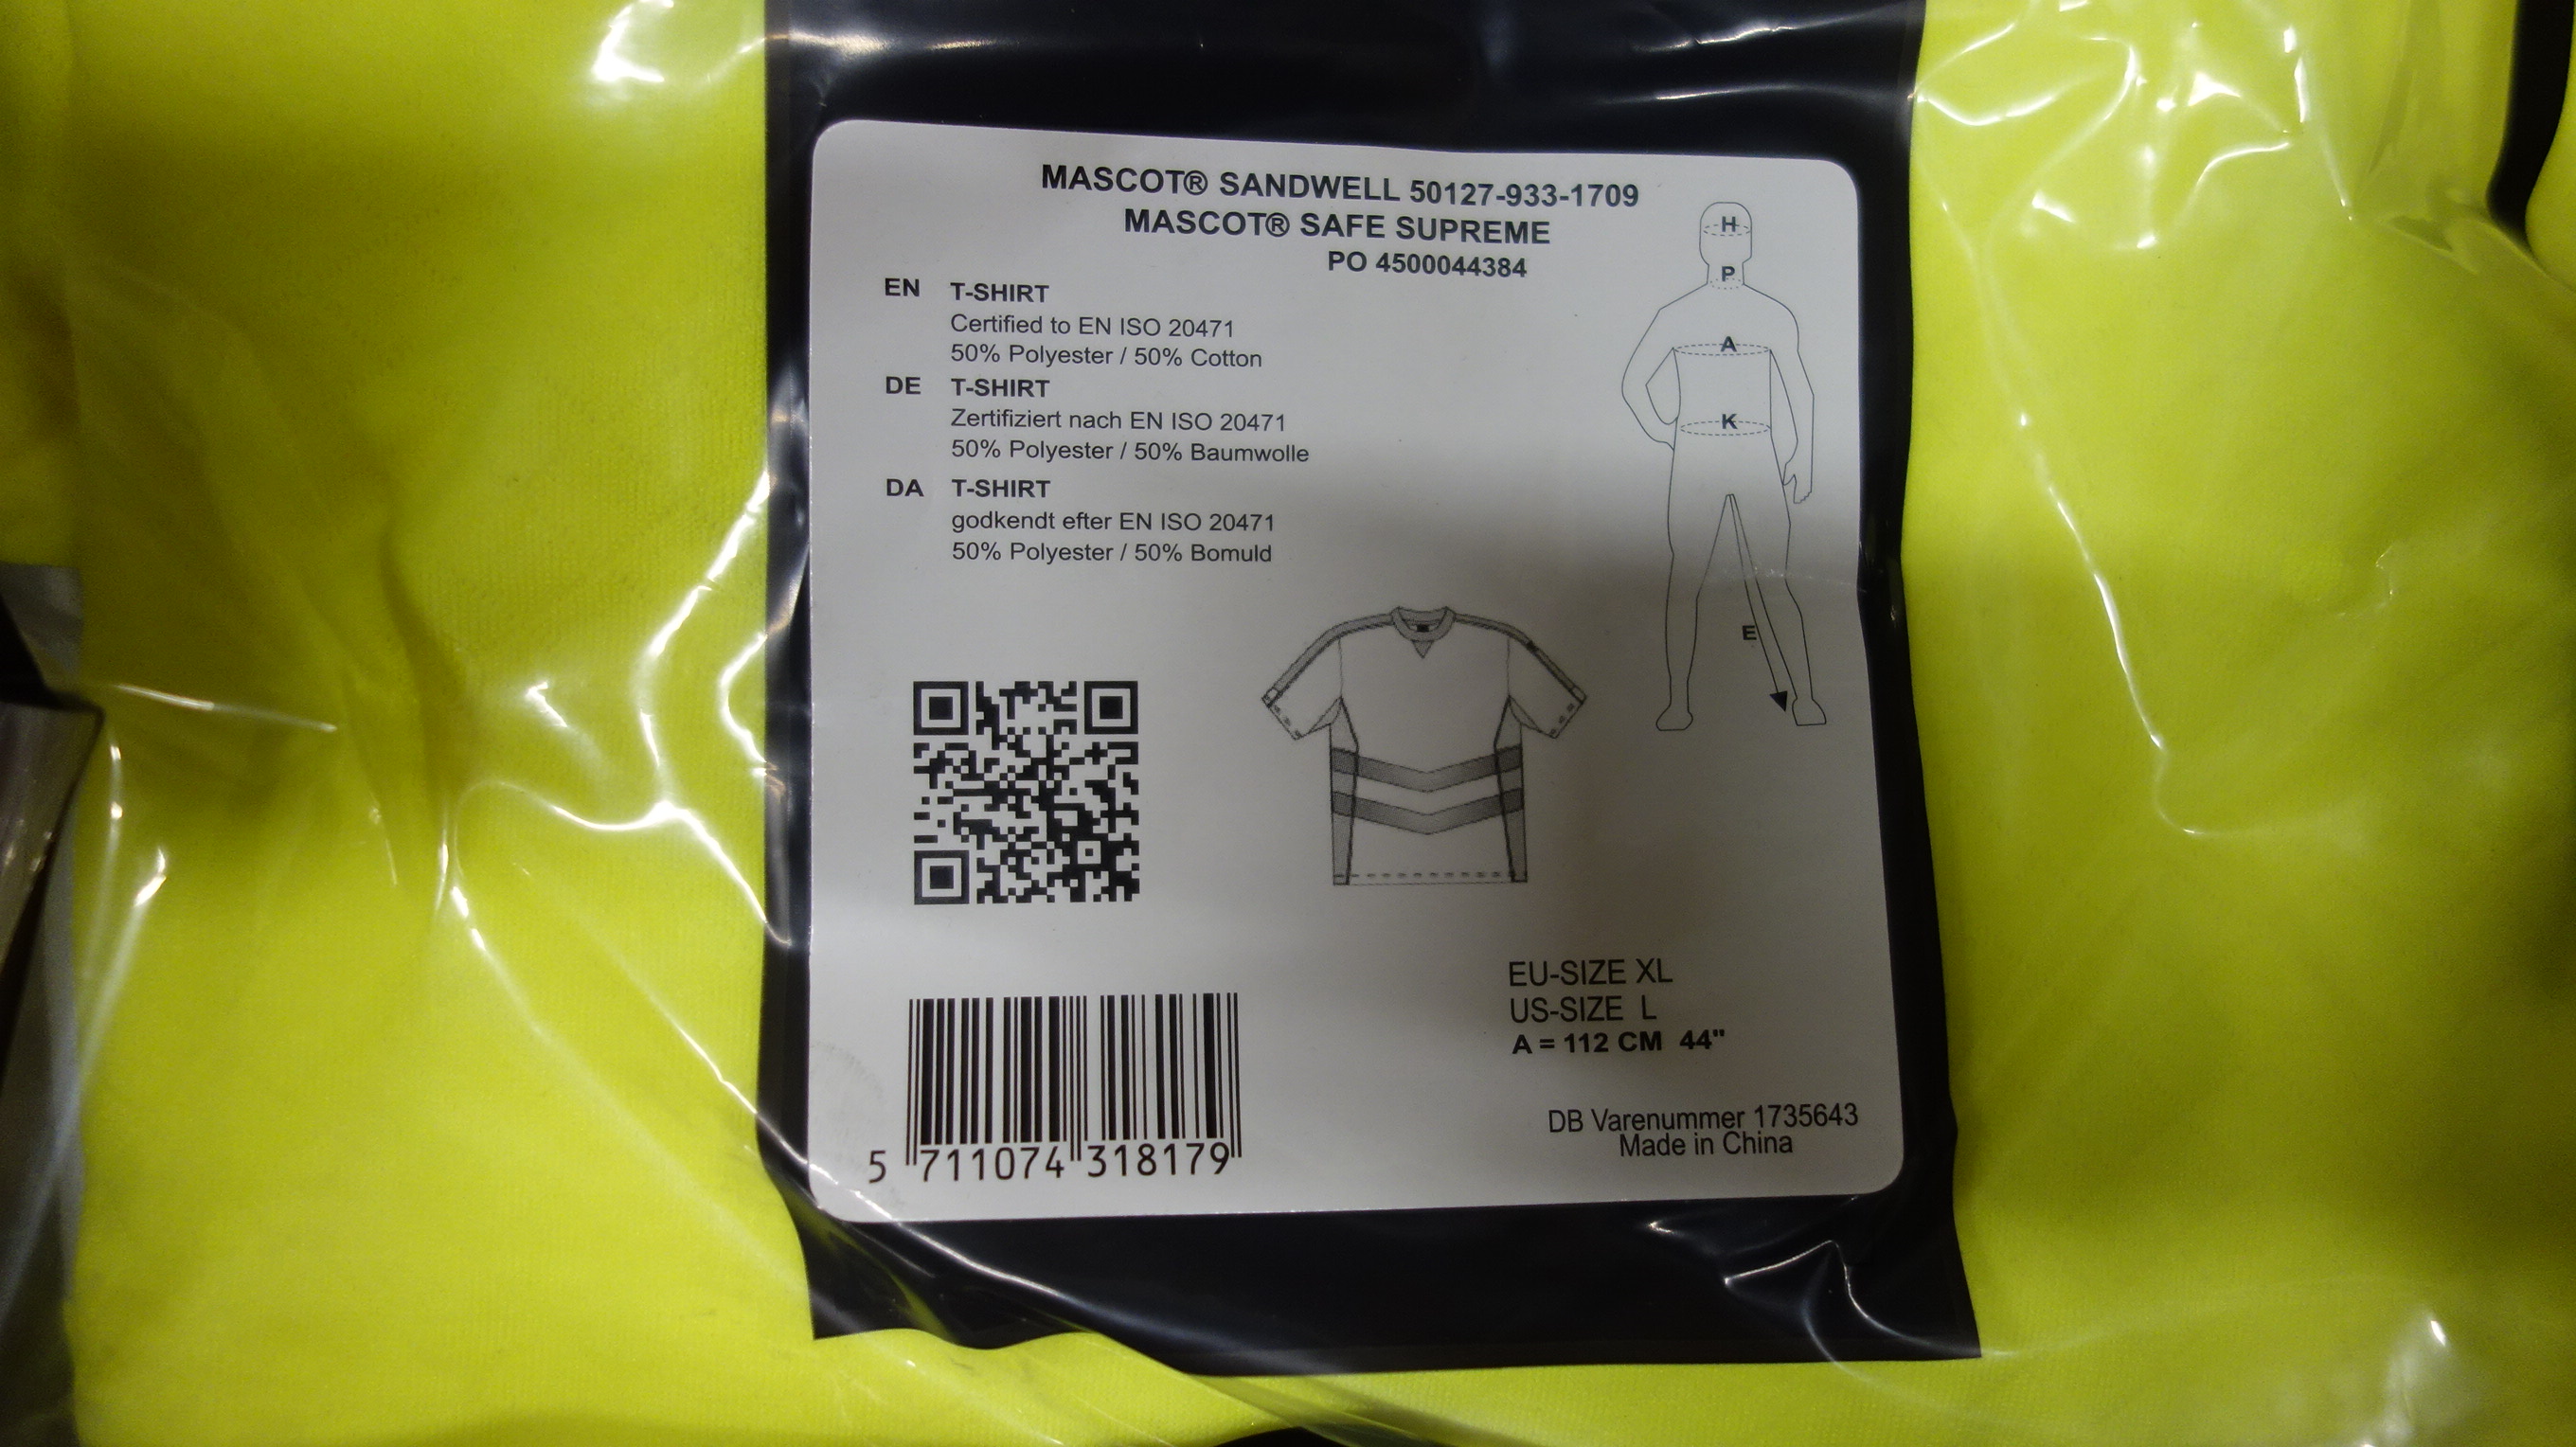 MASCOT® SANDWELL 50127-933-1709
MASCOT® SAFE SUPREME
PO 4500044384
EN T-SHIRT
Certified to EN ISO 20471
50% Polyester / 50% Cotton
DE T-SHIRT
Zertifiziert nach EN ISO 20471
50% Polyester / 50% Baumwolle
DA T-SHIRT
godkendt efter EN ISO 20471
50% Polyester / 50% Bomuld
H
P
A
K
E
EU-SIZE XL
US-SIZE L
A = 112 CM 44"
5 711074 318179
DB Varenummer 1735643
Made in China